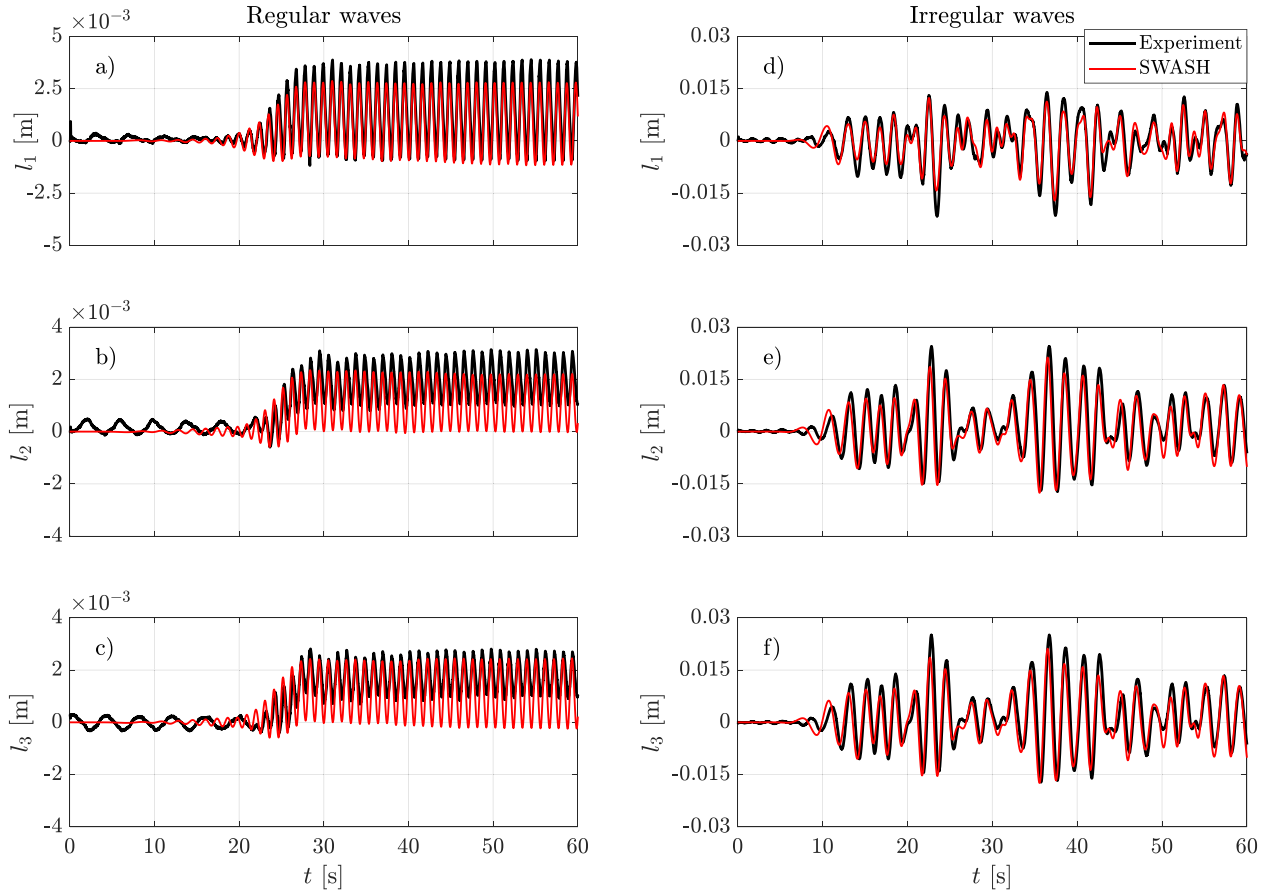 Regular waves
×10⁻³
5
2.5
0
-2.5
-5
l₁ [m]
a)
×10⁻³
4
2
0
-2
-4
l₂ [m]
b)
×10⁻³
4
2
0
-2
-4
l₃ [m]
c)
0 10 20 30 40 50 60
t [s]
Irregular waves
Experiment
SWASH
0.03
0.015
0
-0.015
-0.03
l₁ [m]
d)
0.03
0.015
0
-0.015
-0.03
l₂ [m]
e)
0.03
0.015
0
-0.015
-0.03
l₃ [m]
f)
0 10 20 30 40 50 60
t [s]